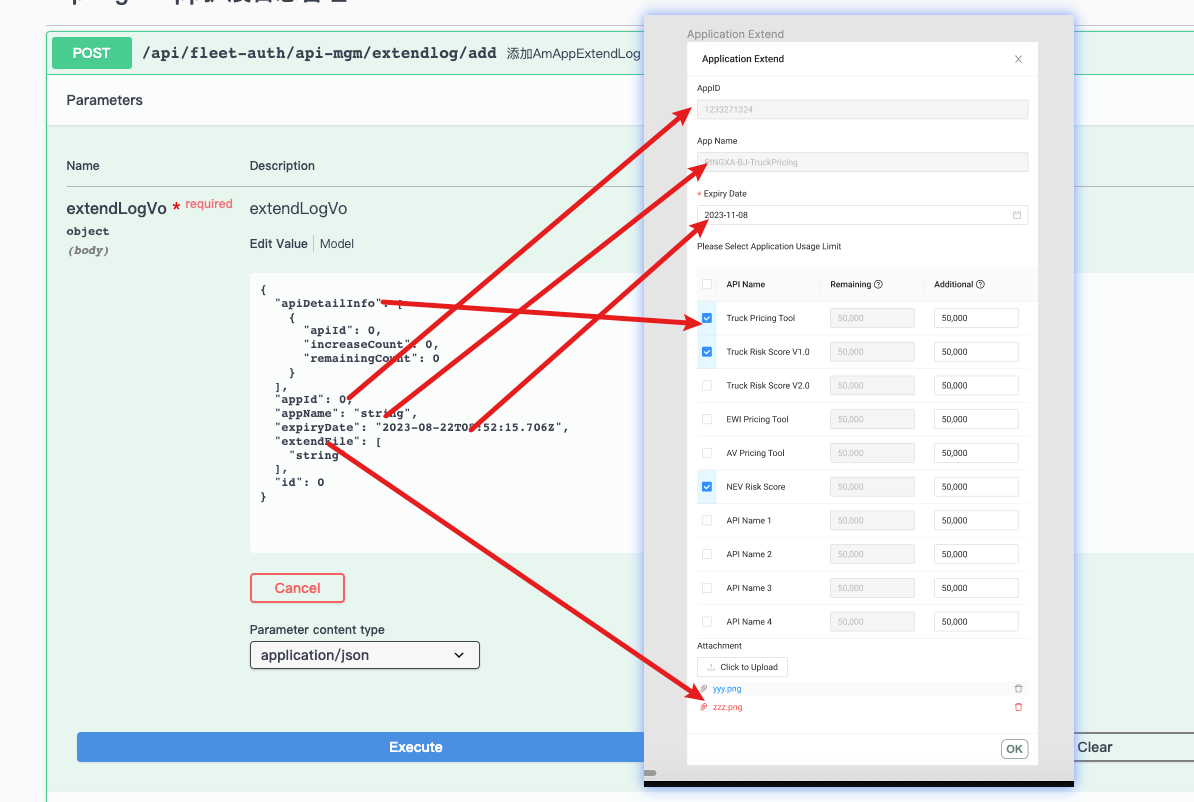 POST /api/fleet-auth/api-mgm/extendlog/add 添加AmAppExtendLog
Parameters
Name Description
extendLogVo * required extendLogVo
object
(body)
Edit Value Model
{
"apiDetailInfo": [
{
"apiId": 0,
"increaseCount": 0,
"remainingCount": 0
}
],
"appId": 0,
"appName": "string",
"expiryDate": "2023-08-22T08:52:15.706Z",
"extendFile": [
"string"
],
"id": 0
}
Cancel
Parameter content type
application/json
Execute
Clear
Application Extend
Application Extend
AppID
1233271324
App Name
PINGXA-BJ-TruckPricing
* Expiry Date
2023-11-08
Please Select Application Usage Limit
API Name Remaining Additional
Truck Pricing Tool 50,000 50,000
Truck Risk Score V1.0 50,000 50,000
Truck Risk Score V2.0 50,000 50,000
EWI Pricing Tool 50,000 50,000
AV Pricing Tool 50,000 50,000
NEV Risk Score 50,000 50,000
API Name 1 50,000 50,000
API Name 2 50,000 50,000
API Name 3 50,000 50,000
API Name 4 50,000 50,000
Attachment
Click to Upload
yyy.png
zzz.png
OK